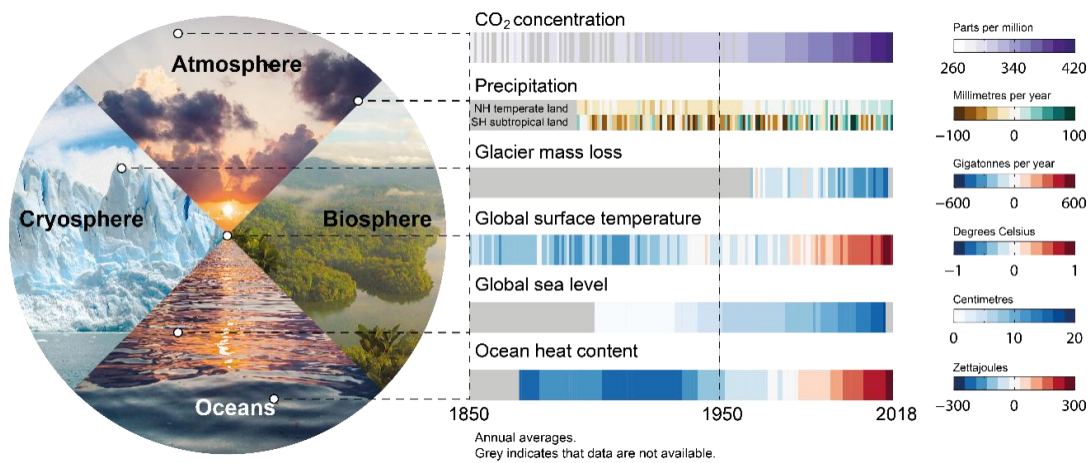 Atmosphere
Cryosphere
Biosphere
Oceans
CO₂ concentration
Precipitation
NH temperate land
SH subtropical land
Glacier mass loss
Global surface temperature
Global sea level
Ocean heat content
1850
1950
2018
Annual averages.
Grey indicates that data are not available.
Parts per million
260 340 420
Millimetres per year
−100 0 100
Gigatonnes per year
−600 0 600
Degrees Celsius
−1 0 1
Centimetres
0 10 20
Zettajoules
−300 0 300